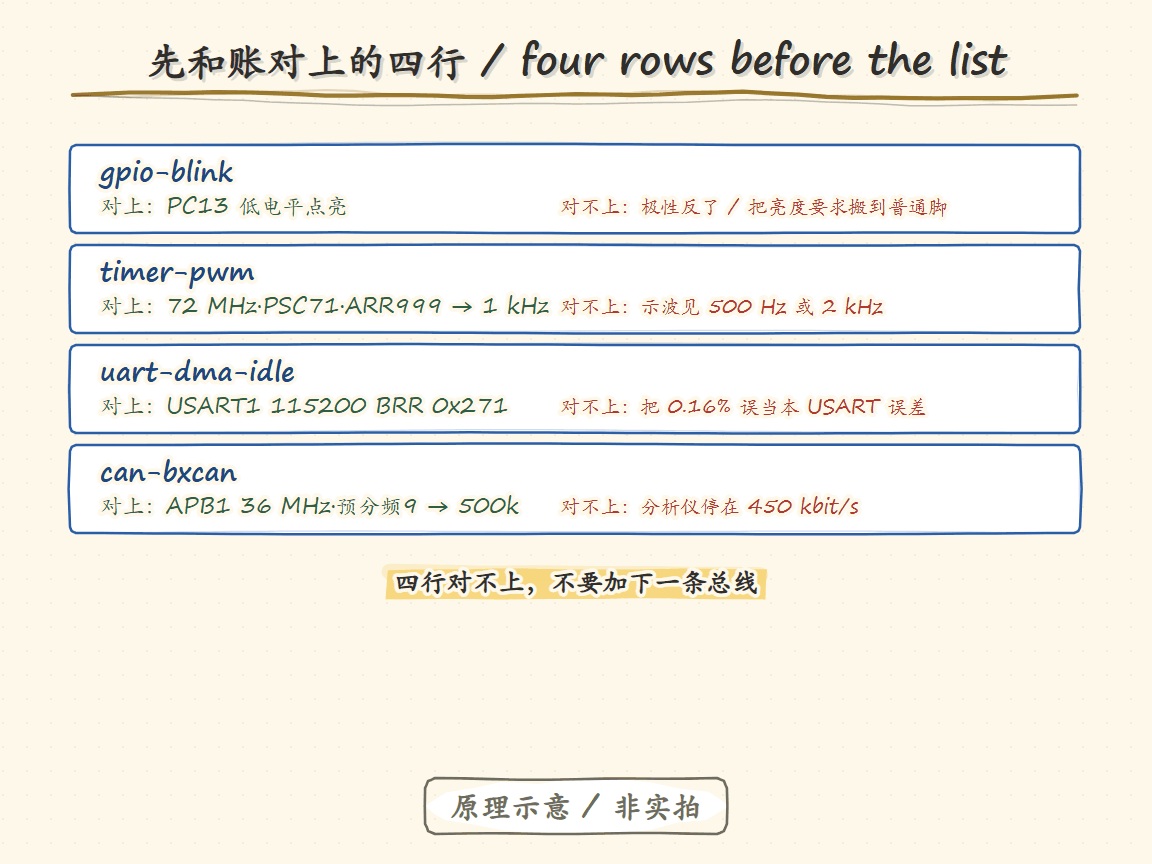 先和账对上的四行 / four rows before the list
gpio-blink
对上：PC13 低电平点亮 对不上：极性反了 / 把亮度要求搬到普通脚
timer-pwm
对上：72 MHz·PSC71·ARR999 → 1 kHz 对不上：示波见 500 Hz 或 2 kHz
uart-dma-idle
对上：USART1 115200 BRR 0x271 对不上：把 0.16% 误当本 USART 误差
can-bxcan
对上：APB1 36 MHz·预分频9 → 500k 对不上：分析仪停在 450 kbit/s
四行对不上，不要加下一条总线
原理示意 / 非实拍